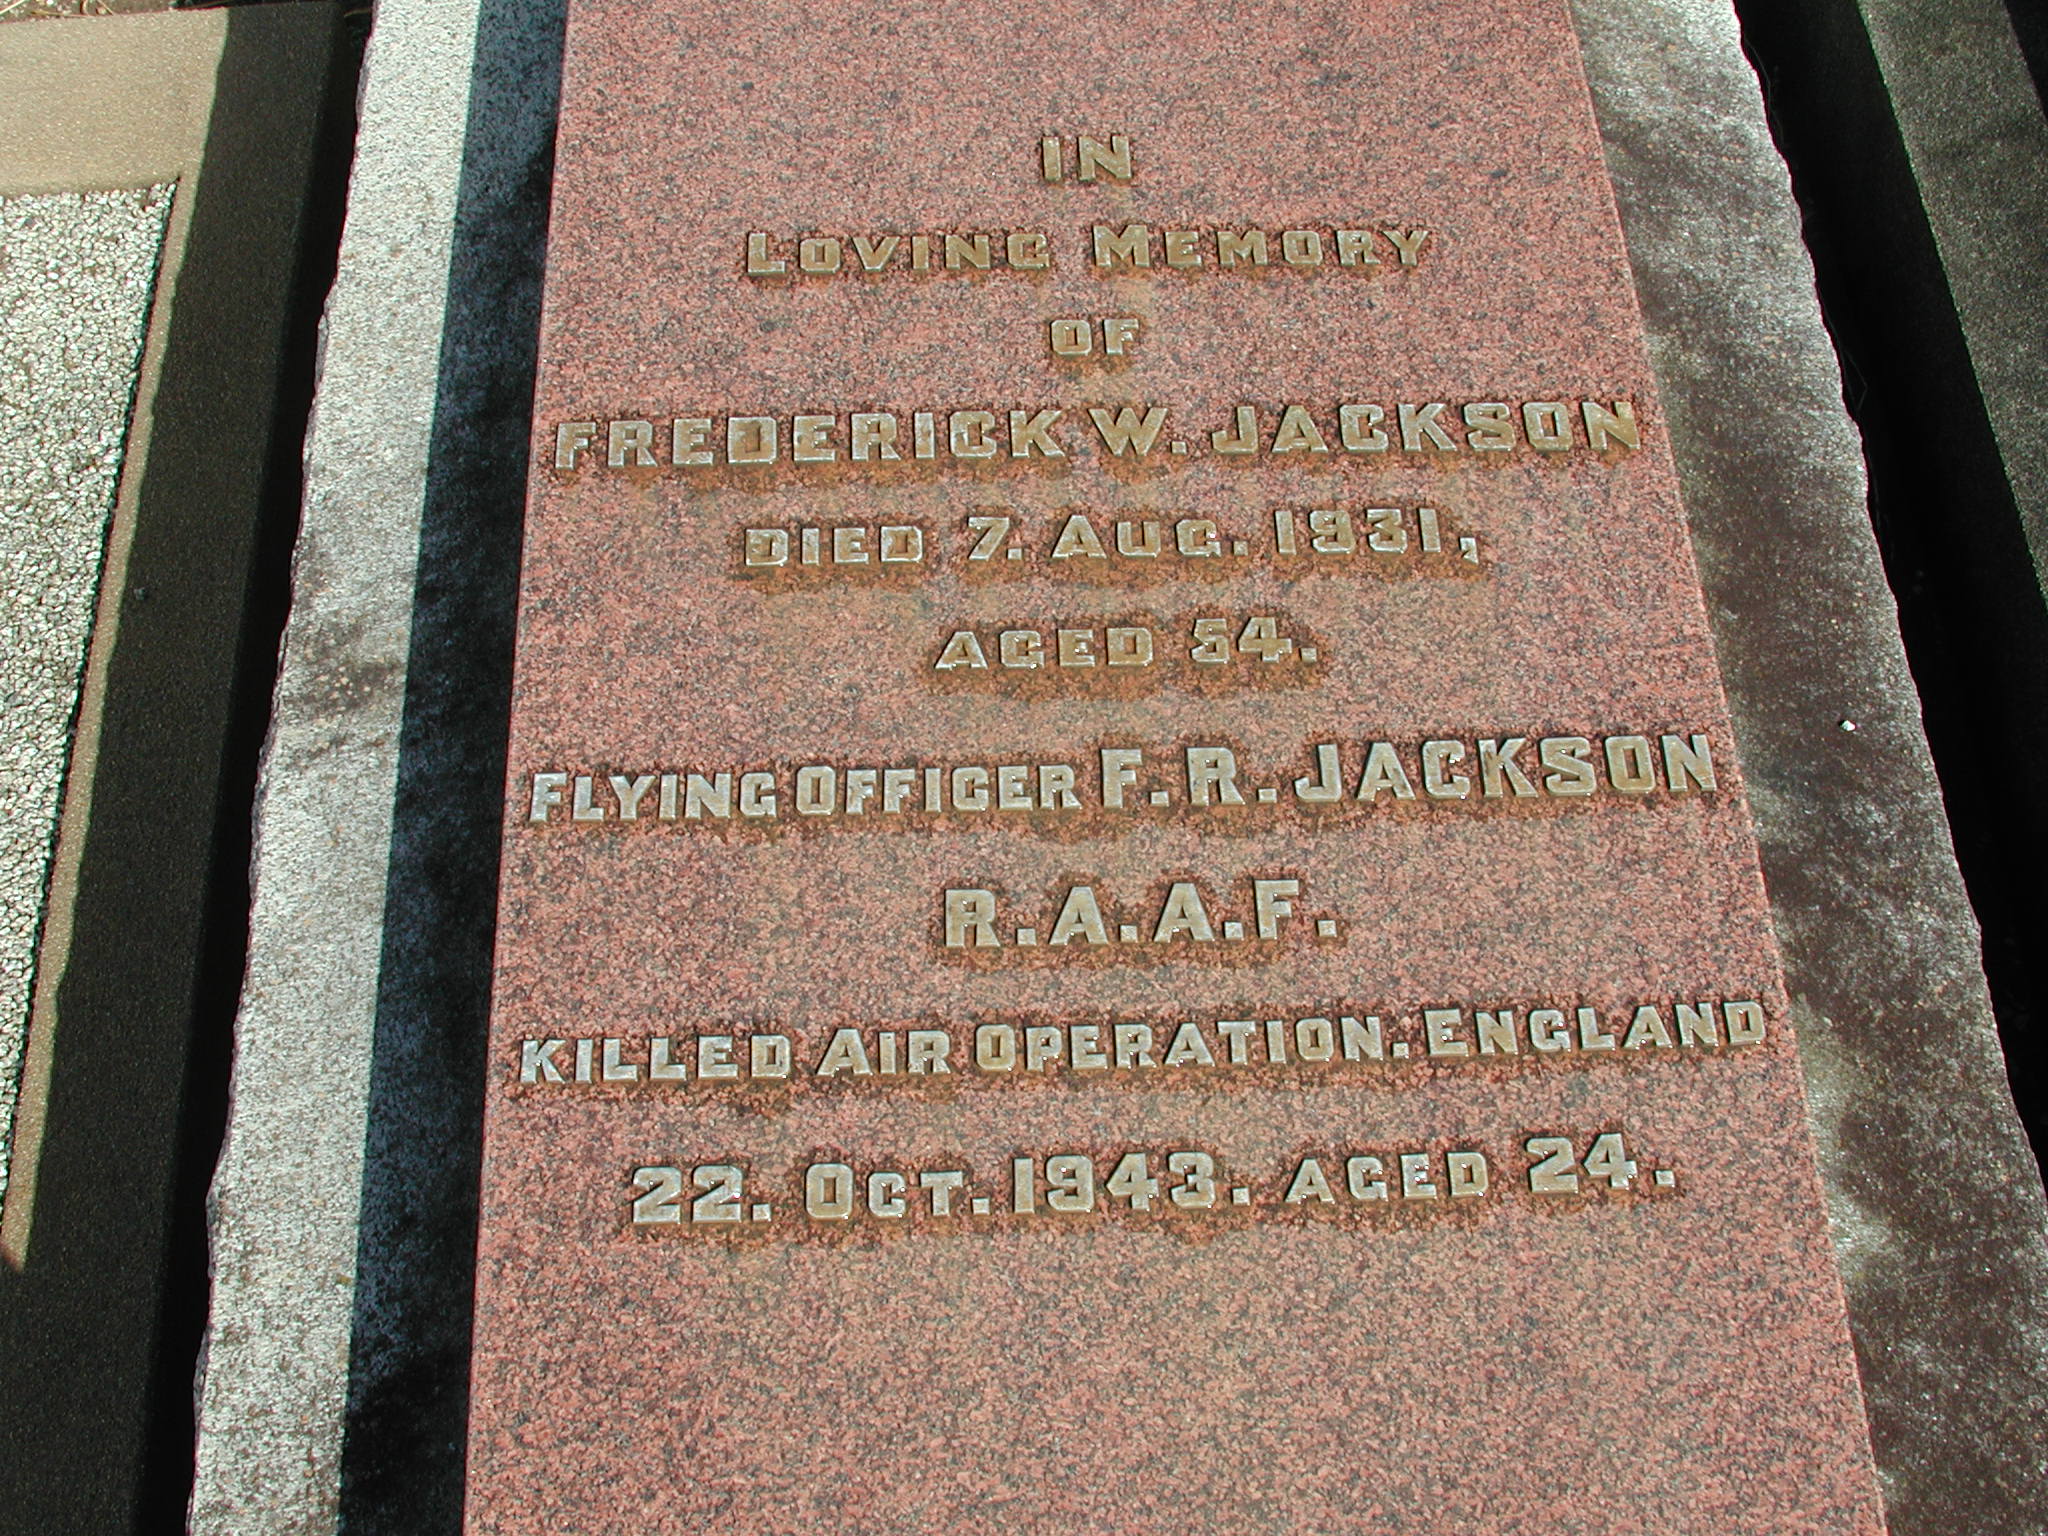 IN
LOVING MEMORY
OF
FREDERICK W. JACKSON
DIED 7. AUG. 1931,
AGED 54.
FLYING OFFICER F. R. JACKSON
R.A.A.F.
KILLED AIR OPERATION. ENGLAND
22. OCT. 1943. AGED 24.